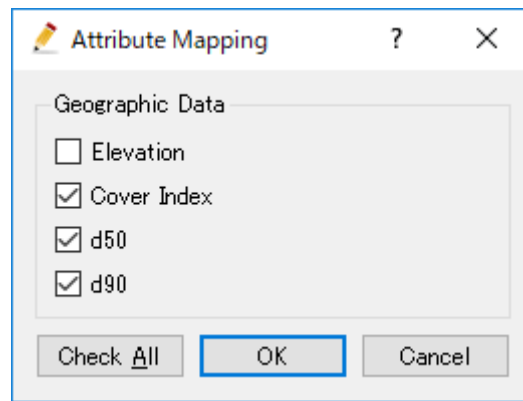 Attribute Mapping ?
Geographic Data
Elevation
Cover Index
d50
d90
Check All OK Cancel